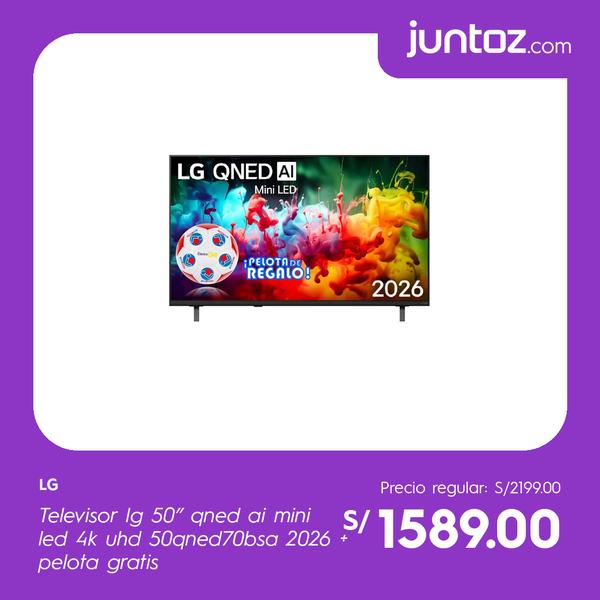 juntoz.com
LG QNED AI
Mini LED
¡PELOTA DE
REGALO!
2026
LG
Precio regular: S/2199.00
Televisor lg 50" qned ai mini
led 4k uhd 50qned70bsa 2026 +
pelota gratis
S/ 1589.00